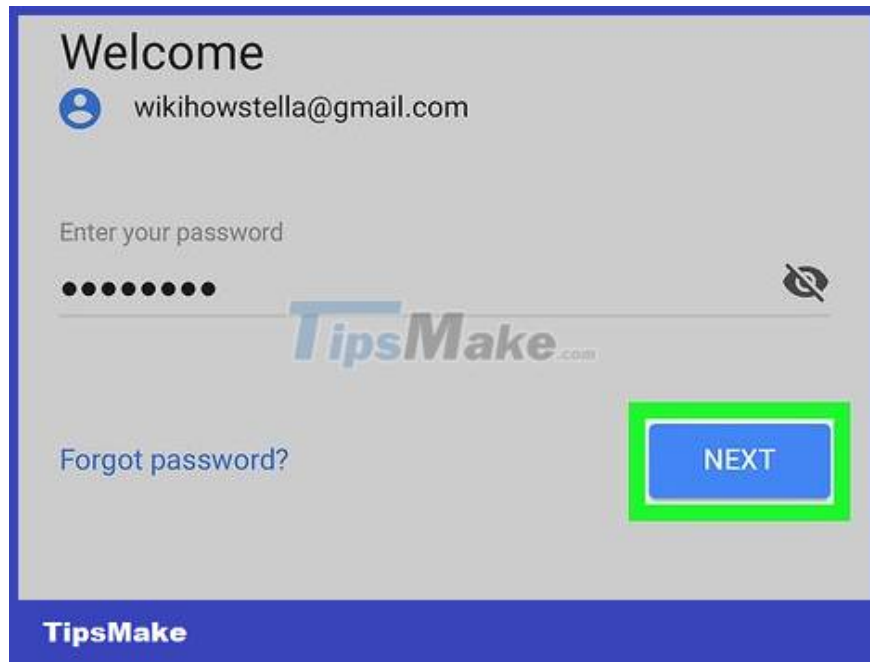 Welcome
wikihowstella@gmail.com
Enter your password
••••••••
TipsMake.com
Forgot password?
NEXT
TipsMake